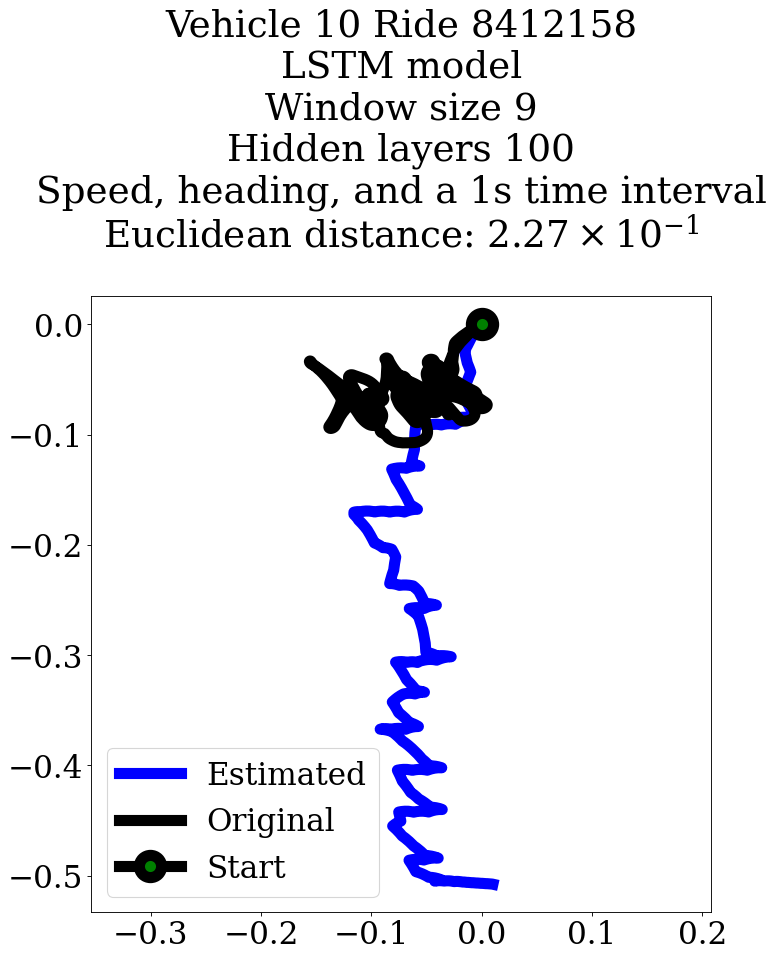 Vehicle 10 Ride 8412158
LSTM model
Window size 9
Hidden layers 100
Speed, heading, and a 1s time interval
Euclidean distance: 2.27 × 10⁻¹
0.0
−0.1
−0.2
−0.3
−0.4
−0.5
Estimated
Original
Start
−0.3 −0.2 −0.1 0.0 0.1 0.2